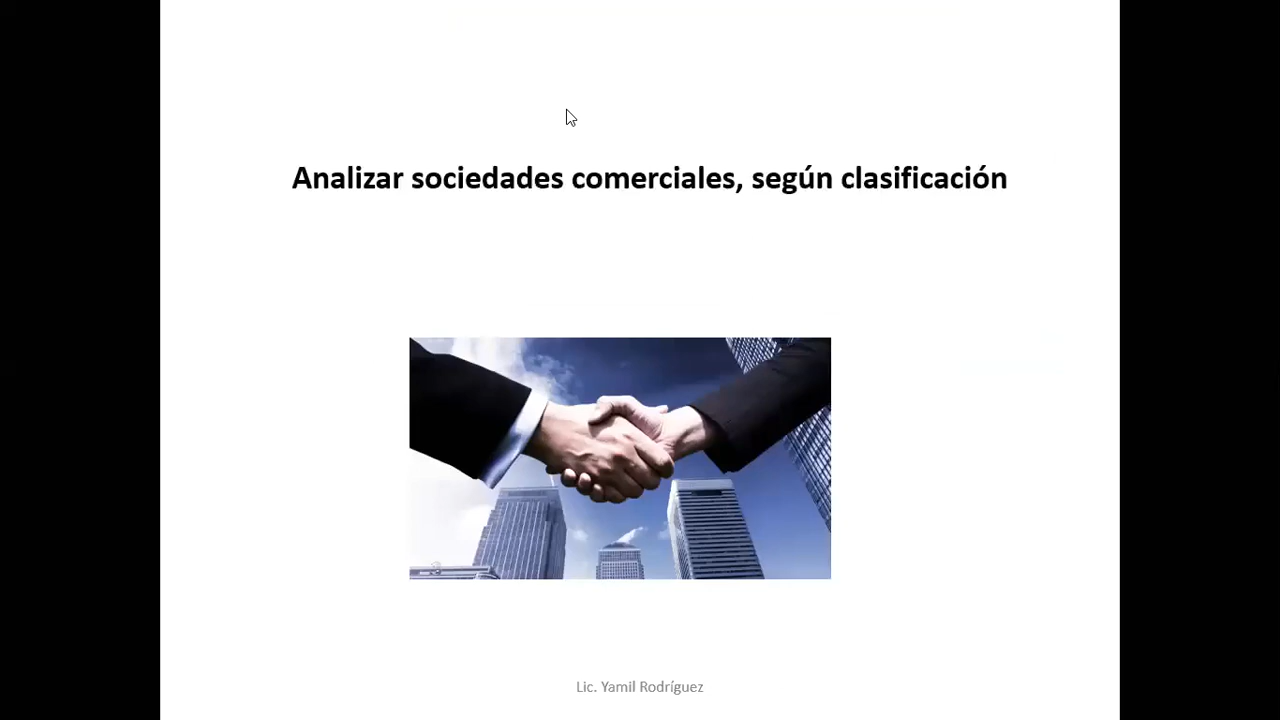 Analizar sociedades comerciales, según clasificación
Lic. Yamil Rodríguez